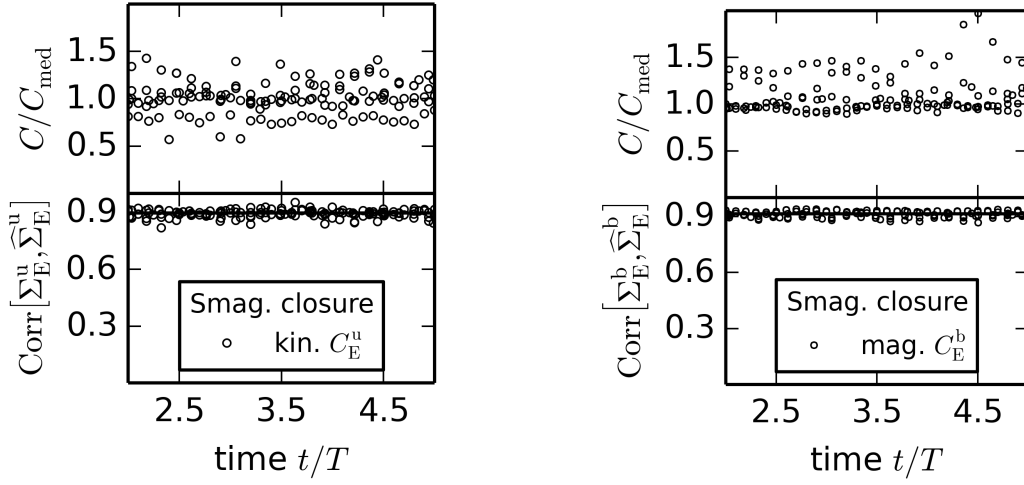 C/C_med
1.5
1.0
0.5
Corr[Σ_E^u, \widehat{Σ}_E^u]
0.9
0.6
0.3
Smag. closure
kin. C_E^u
2.5 3.5 4.5
time t/T
C/C_med
1.5
1.0
0.5
Corr[Σ_E^b, \widehat{Σ}_E^b]
0.9
0.6
0.3
Smag. closure
mag. C_E^b
2.5 3.5 4.5
time t/T